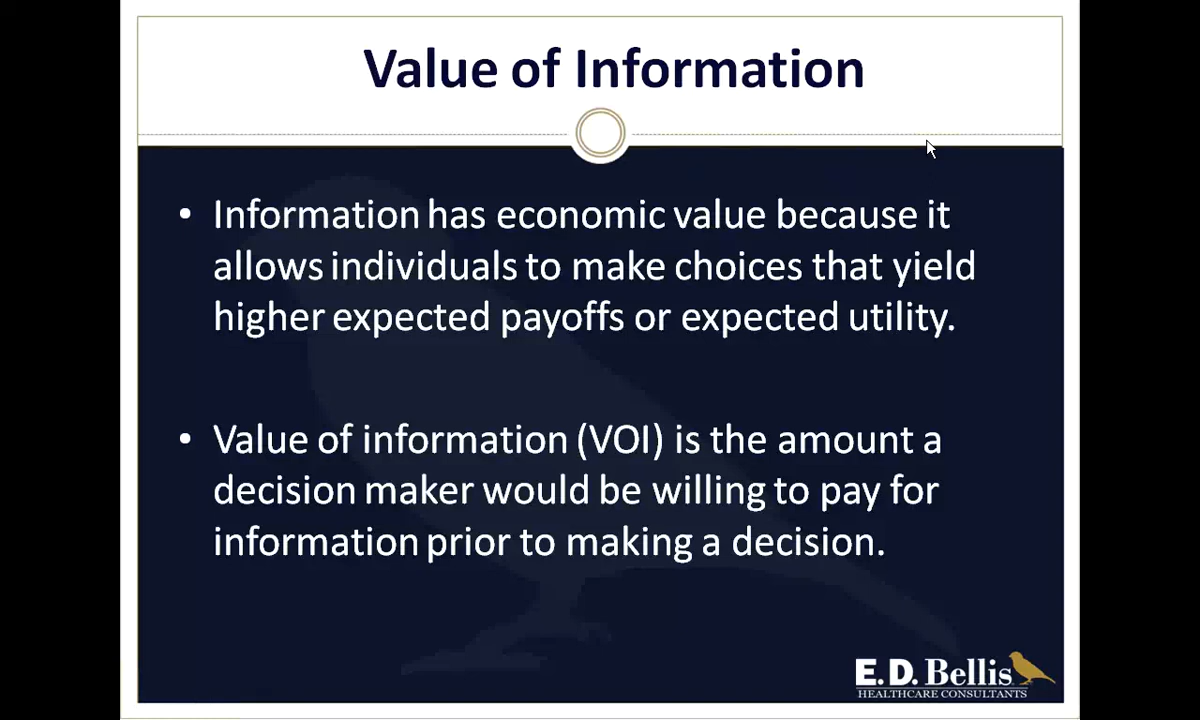 Value of Information
• Information has economic value because it
allows individuals to make choices that yield
higher expected payoffs or expected utility.
• Value of information (VOI) is the amount a
decision maker would be willing to pay for
information prior to making a decision.
E.D. Bellis
HEALTHCARE CONSULTANTS